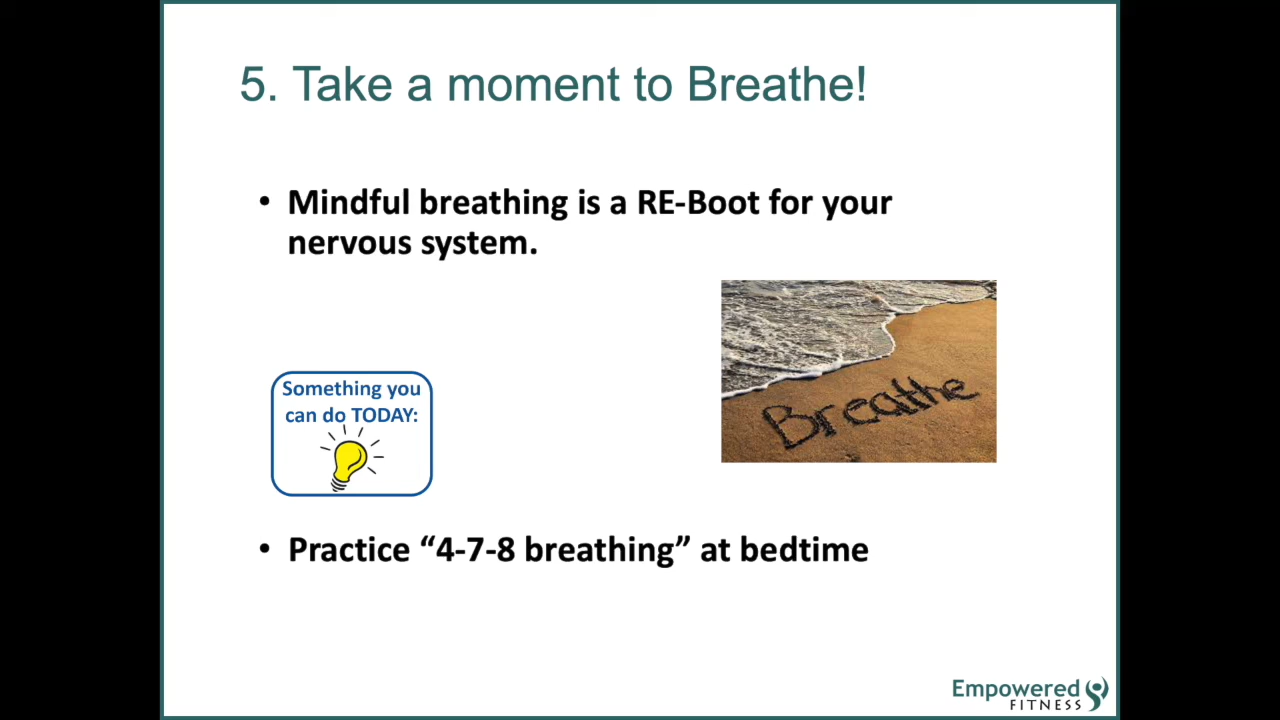 5. Take a moment to Breathe!
• Mindful breathing is a RE-Boot for your
nervous system.
Breathe
Something you
can do TODAY:
• Practice “4-7-8 breathing” at bedtime
Empowered
FITNESS